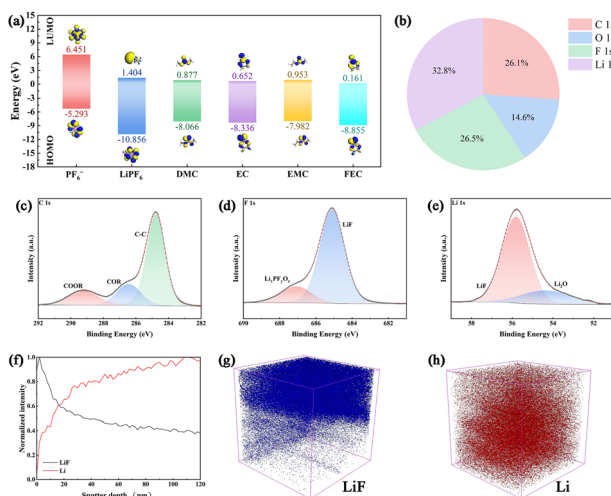 (a)
LUMO
HOMO
Energy (eV)
15
12
9
6
3
0
-3
-6
-9
-12
-15
-18
6.451
-5.293
1.404
-10.856
0.877
-8.066
0.652
-8.336
0.953
-7.982
0.161
-8.855
PF₆⁻
LiPF₆
DMC
EC
EMC
FEC
(b)
32.8%
26.1%
14.6%
26.5%
C 1s
O 1s
F 1s
Li 1
(c)
C 1s
C-C
COR
COOR
Intensity (a.u.)
292 290 288 286 284 282
Binding Energy (eV)
(d)
F 1s
LiF
Intensity (a.u.)
690 688 686 684 682
Binding Energy (eV)
(e)
Li 1s
LiF
Li₂O
Intensity (a.u.)
58 56 54 52
Binding Energy (eV)
(f)
Normalized intensity
1.0
0.8
0.6
0.4
0.2
0.0
LiF
Li
0 20 40 60 80 100 120
Sputter depth (nm)
(g)
LiF
(h)
Li